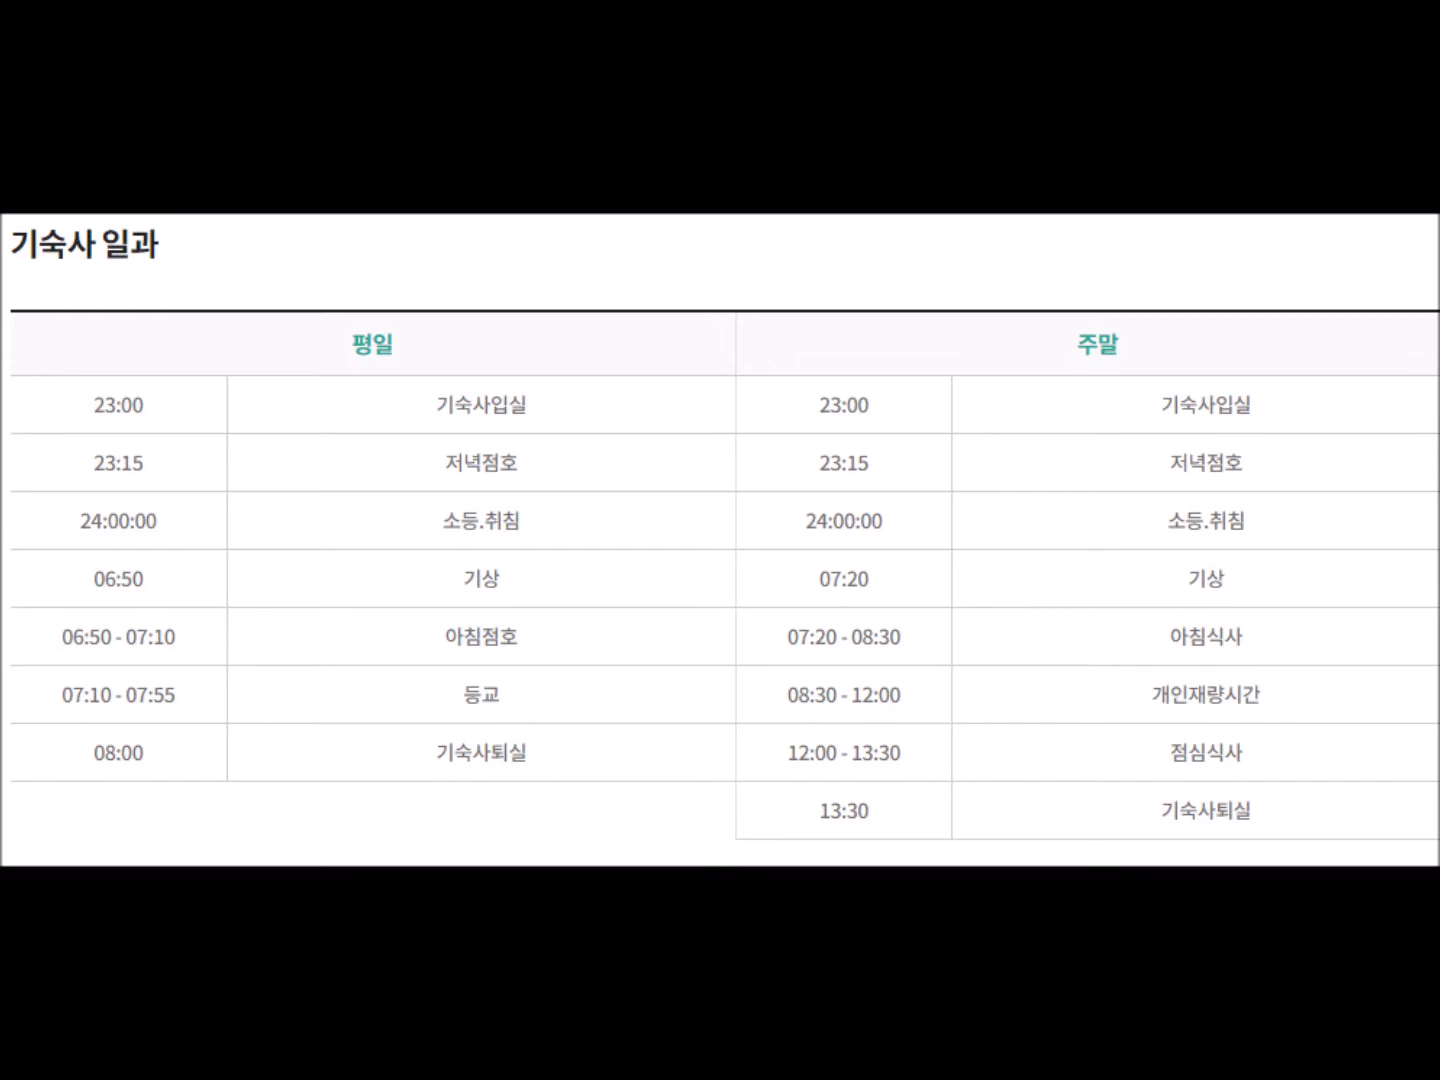 기숙사 일과
평일 주말
23:00 기숙사입실 23:00 기숙사입실
23:15 저녁점호 23:15 저녁점호
24:00:00 소등.취침 24:00:00 소등.취침
06:50 기상 07:20 기상
06:50 - 07:10 아침점호 07:20 - 08:30 아침식사
07:10 - 07:55 등교 08:30 - 12:00 개인재량시간
08:00 기숙사퇴실 12:00 - 13:30 점심식사
13:30 기숙사퇴실